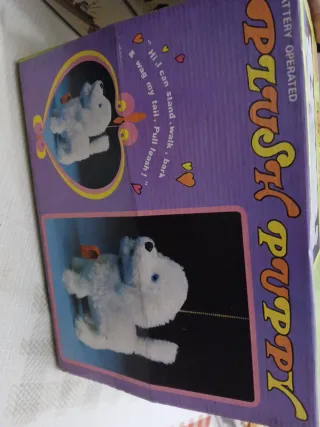 BATTERY OPERATED
PLUSH PUPPY
" Hi, I can stand · walk · bark
& wag my tail · Pull leash ! "